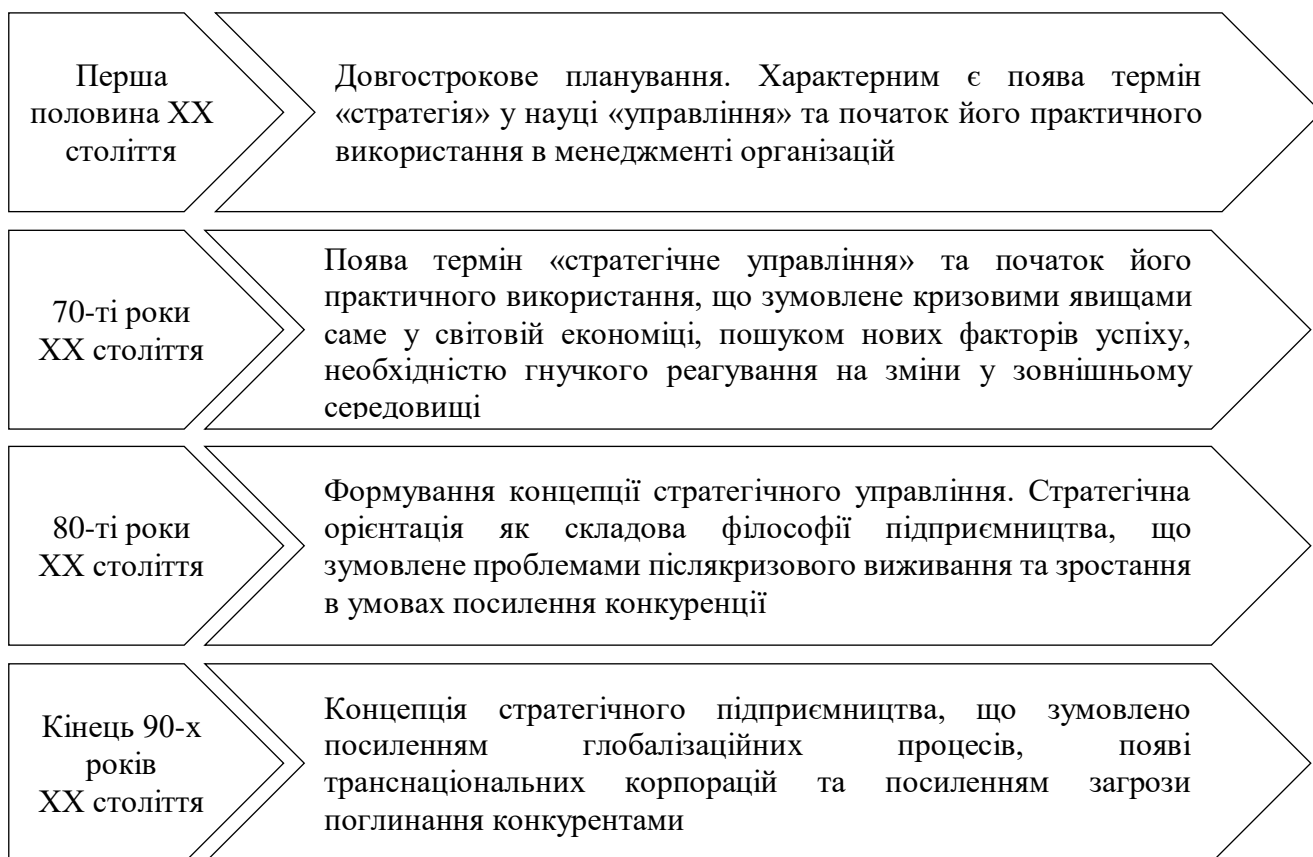 Перша
половина ХХ
століття
Довгострокове планування. Характерним є поява термін
«стратегія» у науці «управління» та початок його практичного
використання в менеджменті організацій
70-ті роки
ХХ століття
Поява термін «стратегічне управління» та початок його
практичного використання, що зумовлене кризовими явищами
саме у світовій економіці, пошуком нових факторів успіху,
необхідністю гнучкого реагування на зміни у зовнішньому
середовищі
80-ті роки
ХХ століття
Формування концепції стратегічного управління. Стратегічна
орієнтація як складова філософії підприємництва, що
зумовлене проблемами післякризового виживання та зростання
в умовах посилення конкуренції
Кінець 90-х
років
ХХ століття
Концепція стратегічного підприємництва, що зумовлено
посиленням глобалізаційних процесів, появі
транснаціональних корпорацій та посиленням загрози
поглинання конкурентами